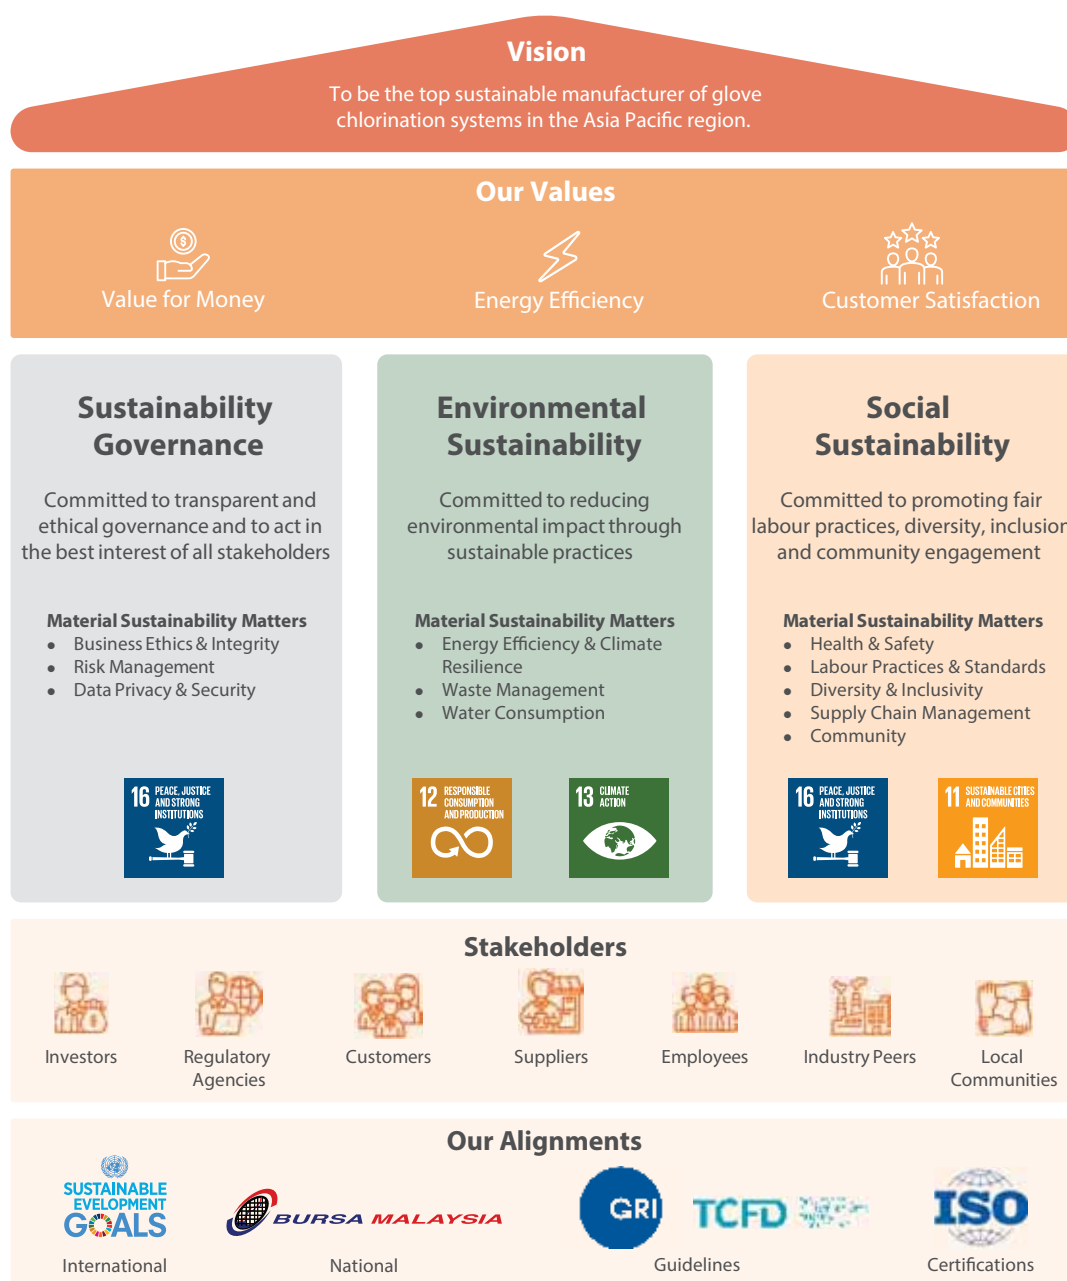 Vision
To be the top sustainable manufacturer of glove
chlorination systems in the Asia Pacific region.
Our Values
$
Value for Money
Energy Efficiency
Customer Satisfaction
Sustainability
Governance
Committed to transparent and
ethical governance and to act in
the best interest of all stakeholders
Material Sustainability Matters
● Business Ethics & Integrity
● Risk Management
● Data Privacy & Security
16 PEACE, JUSTICE
AND STRONG
INSTITUTIONS
Environmental
Sustainability
Committed to reducing
environmental impact through
sustainable practices
Material Sustainability Matters
● Energy Efficiency & Climate
Resilience
● Waste Management
● Water Consumption
12 RESPONSIBLE
CONSUMPTION
AND PRODUCTION
13 CLIMATE
ACTION
Social
Sustainability
Committed to promoting fair
labour practices, diversity, inclusion
and community engagement
Material Sustainability Matters
● Health & Safety
● Labour Practices & Standards
● Diversity & Inclusivity
● Supply Chain Management
● Community
16 PEACE, JUSTICE
AND STRONG
INSTITUTIONS
11 SUSTAINABLE CITIES
AND COMMUNITIES
Stakeholders
Investors
Regulatory
Agencies
Customers
Suppliers
Employees
Industry Peers
Local
Communities
Our Alignments
SUSTAINABLE
EVELOPMENT
GOALS
International
BURSA MALAYSIA
National
GRI
TCFD
Guidelines
ISO
Certifications